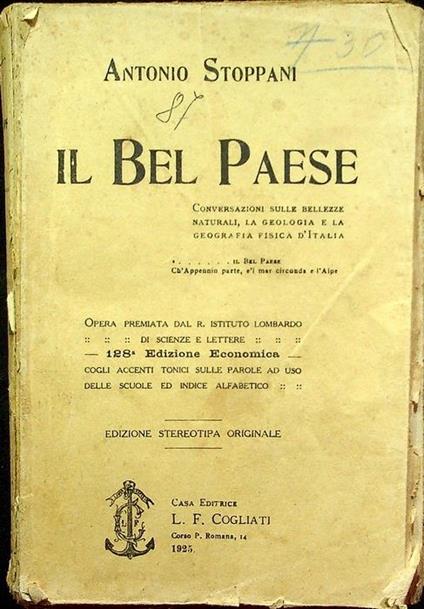 730
ANTONIO STOPPANI
87
IL BEL PAESE
CONVERSAZIONI SULLE BELLEZZE
NATURALI, LA GEOLOGIA E LA
GEOGRAFIA FISICA D'ITALIA
. . . . . . . IL BEL PAESE
Ch'Appennin parte, e'l mar circonda e l'Alpe
OPERA PREMIATA DAL R. ISTITUTO LOMBARDO
:: :: :: DI SCIENZE E LETTERE :: :: ::
— 128ª Edizione Economica —
COGLI ACCENTI TONICI SULLE PAROLE AD USO
DELLE SCUOLE ED INDICE ALFABETICO :: ::
EDIZIONE STEREOTIPA ORIGINALE
CASA EDITRICE
L. F. COGLIATI
Corso P. Romana, 14
1925.